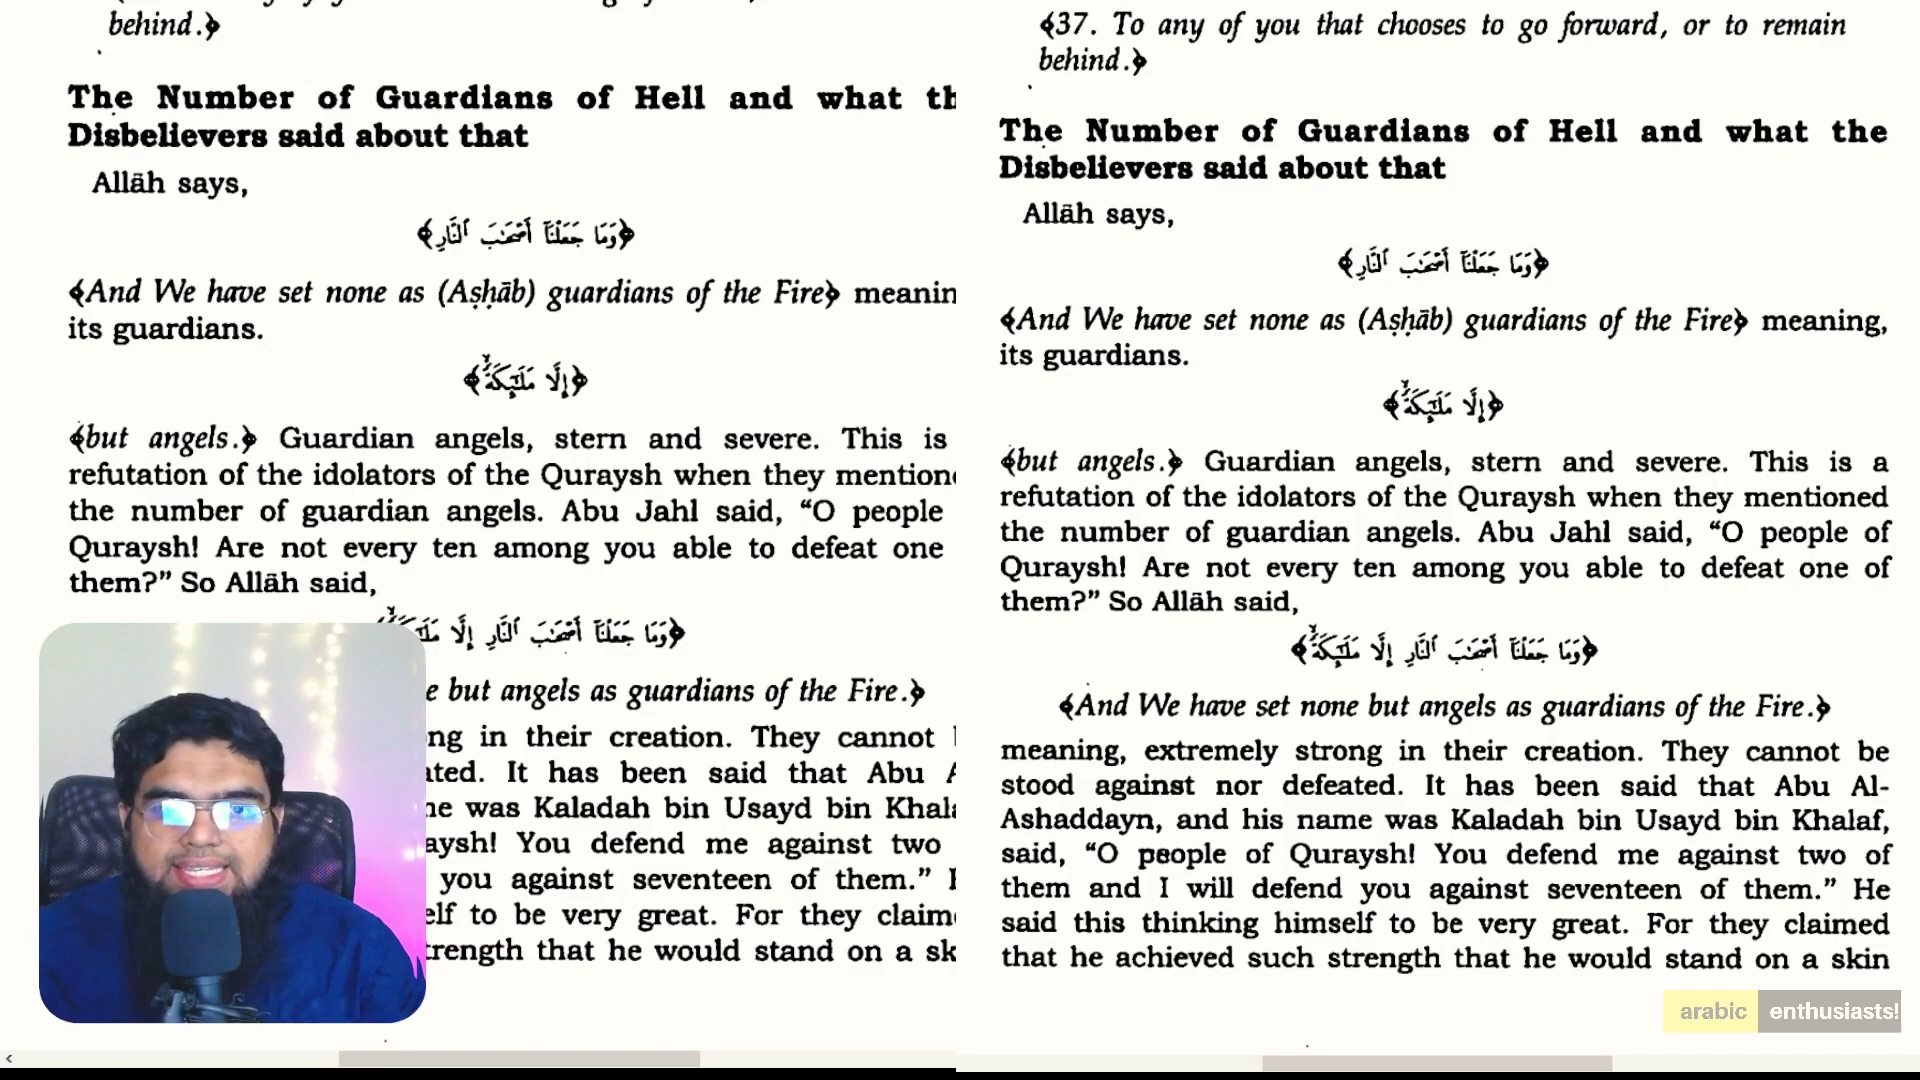 behind.﴿
The Number of Guardians of Hell and what th
Disbelievers said about that
Allāh says,
﴿وَمَا جَعَلْنَآ أَصْحَٰبَ ٱلنَّارِ﴾
﴾And We have set none as (Aṣḥāb) guardians of the Fire﴿ meanin
its guardians.
﴿إِلَّا مَلَٰٓئِكَةً ۙ﴾
﴾but angels.﴿ Guardian angels, stern and severe. This is
refutation of the idolators of the Quraysh when they mention
the number of guardian angels. Abu Jahl said, “O people
Quraysh! Are not every ten among you able to defeat one
them?” So Allāh said,
﴿وَمَا جَعَلْنَآ أَصْحَٰبَ ٱلنَّارِ إِلَّا مَلَٰٓئِكَةً ۙ
e but angels as guardians of the Fire.﴿
ng in their creation. They cannot
ated. It has been said that Abu
ne was Kaladah bin Usayd bin Khala
aysh! You defend me against two
you against seventeen of them.”
elf to be very great. For they claim
trength that he would stand on a sk
﴾37. To any of you that chooses to go forward, or to remain
behind.﴿
The Number of Guardians of Hell and what the
Disbelievers said about that
Allāh says,
﴿وَمَا جَعَلْنَآ أَصْحَٰبَ ٱلنَّارِ﴾
﴾And We have set none as (Aṣḥāb) guardians of the Fire﴿ meaning,
its guardians.
﴿إِلَّا مَلَٰٓئِكَةً ۙ﴾
﴾but angels.﴿ Guardian angels, stern and severe. This is a
refutation of the idolators of the Quraysh when they mentioned
the number of guardian angels. Abu Jahl said, “O people of
Quraysh! Are not every ten among you able to defeat one of
them?” So Allāh said,
﴿وَمَا جَعَلْنَآ أَصْحَٰبَ ٱلنَّارِ إِلَّا مَلَٰٓئِكَةً ۙ﴾
﴾And We have set none but angels as guardians of the Fire.﴿
meaning, extremely strong in their creation. They cannot be
stood against nor defeated. It has been said that Abu Al-
Ashaddayn, and his name was Kaladah bin Usayd bin Khalaf,
said, “O people of Quraysh! You defend me against two of
them and I will defend you against seventeen of them.” He
said this thinking himself to be very great. For they claimed
that he achieved such strength that he would stand on a skin
arabic enthusiasts!